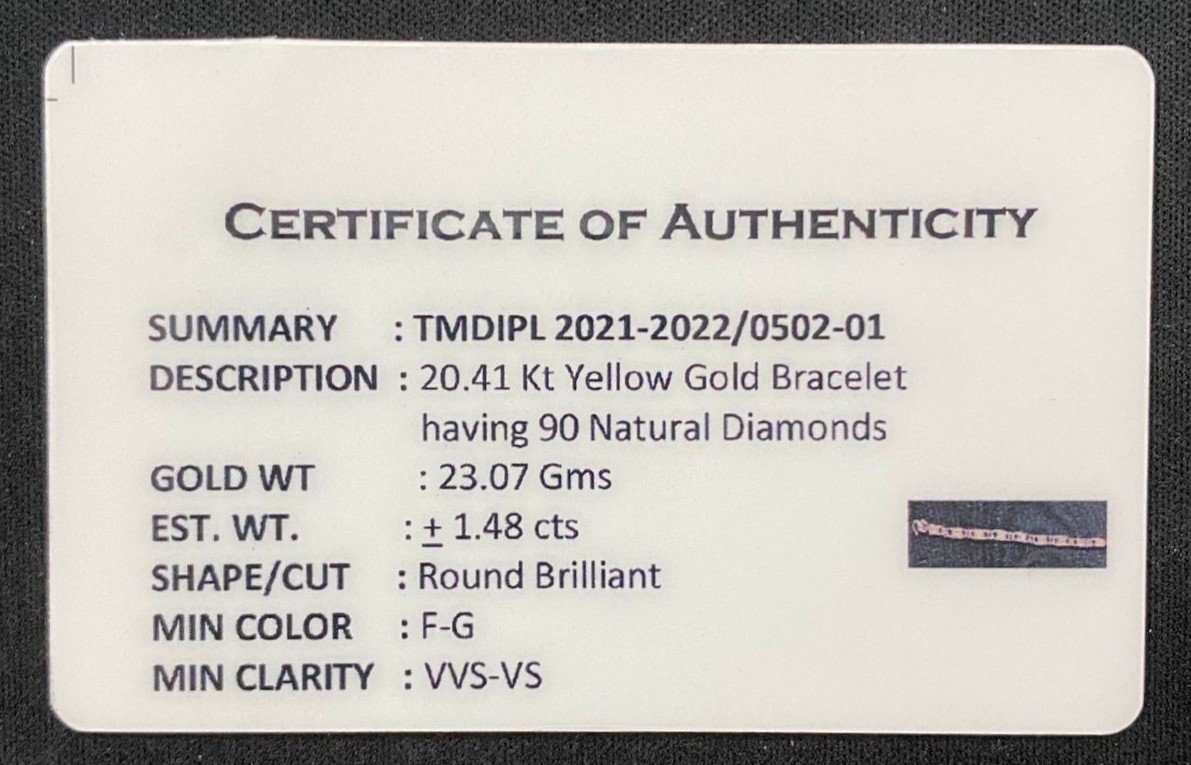 CERTIFICATE OF AUTHENTICITY
SUMMARY : TMDIPL 2021-2022/0502-01
DESCRIPTION : 20.41 Kt Yellow Gold Bracelet
having 90 Natural Diamonds
GOLD WT : 23.07 Gms
EST. WT. : ± 1.48 cts
SHAPE/CUT : Round Brilliant
MIN COLOR : F-G
MIN CLARITY : VVS-VS